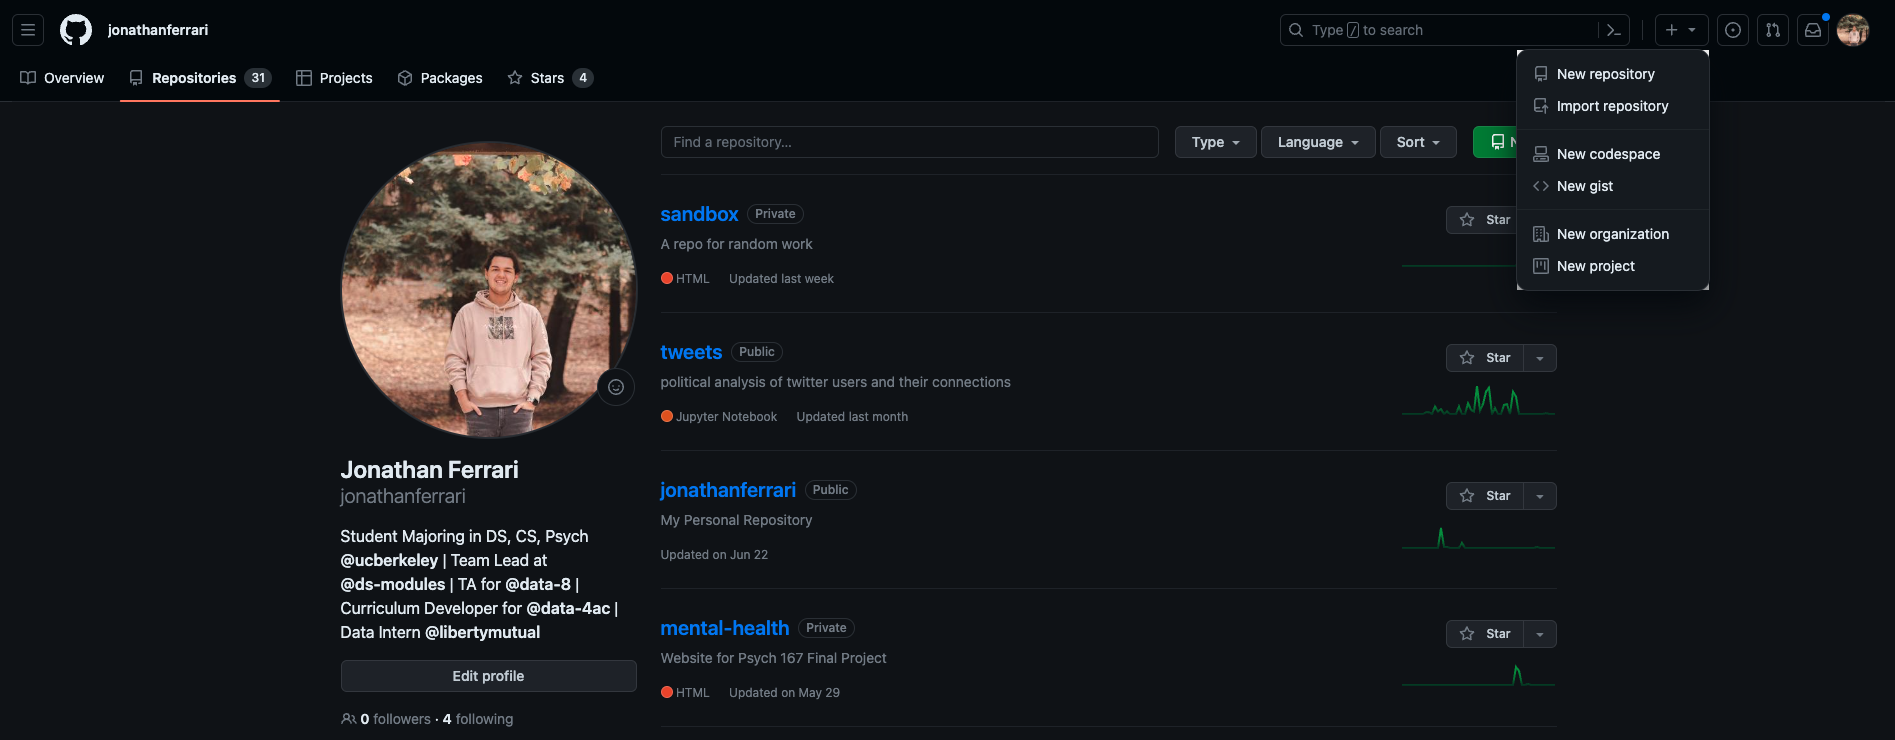 jonathanferrari
Type / to search
Overview
Repositories 31
Projects
Packages
Stars 4
New repository
Import repository
New codespace
New gist
New organization
New project
Find a repository...
Type
Language
Sort
sandbox Private
A repo for random work
HTML Updated last week
Star
tweets Public
political analysis of twitter users and their connections
Jupyter Notebook Updated last month
Star
jonathanferrari Public
My Personal Repository
Updated on Jun 22
Star
mental-health Private
Website for Psych 167 Final Project
HTML Updated on May 29
Star
Jonathan Ferrari
jonathanferrari
Student Majoring in DS, CS, Psych
@ucberkeley | Team Lead at
@ds-modules | TA for @data-8 |
Curriculum Developer for @data-4ac |
Data Intern @libertymutual
Edit profile
0 followers · 4 following